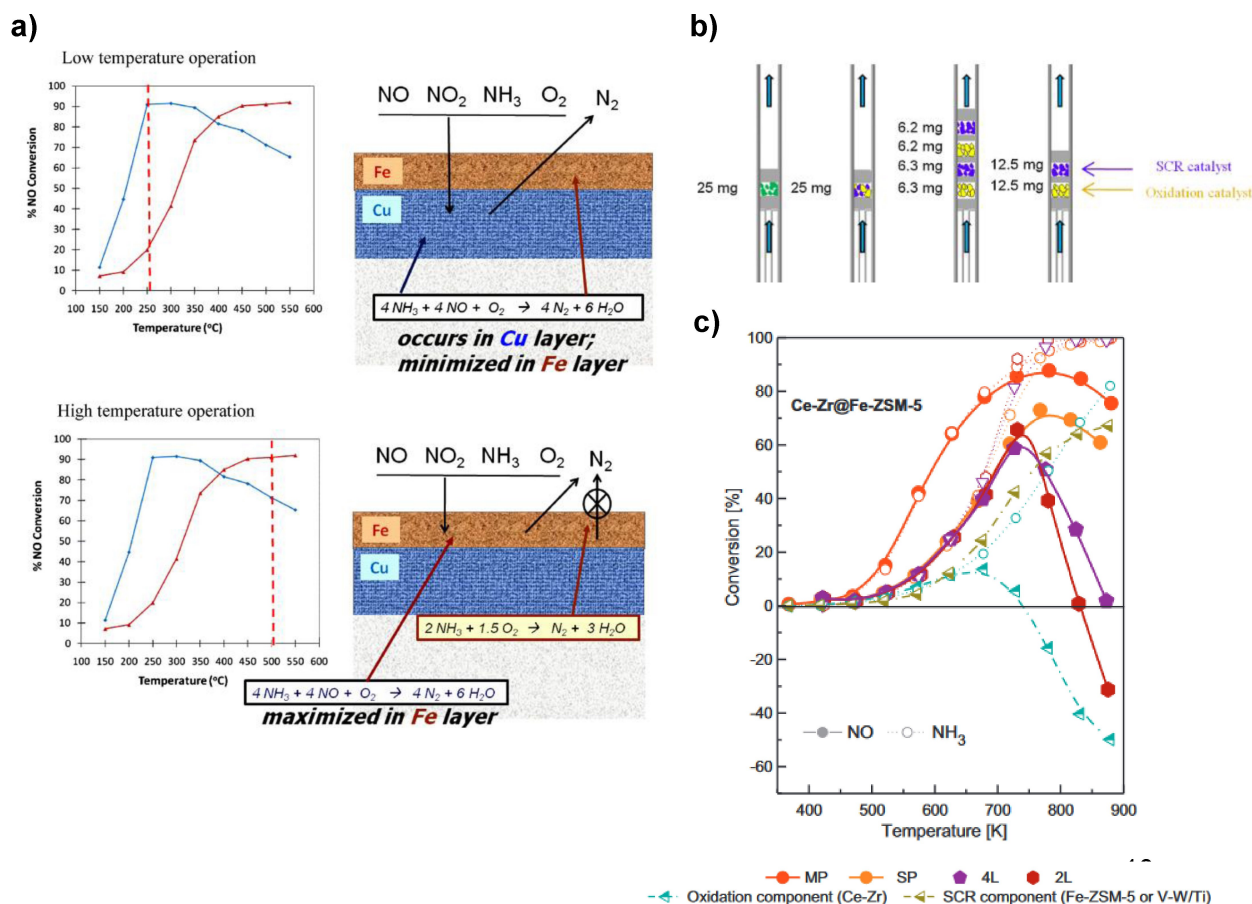 a)
Low temperature operation
% NO Conversion
100
90
80
70
60
50
40
30
20
10
0
100 150 200 250 300 350 400 450 500 550 600
Temperature (°C)
NO NO₂ NH₃ O₂ N₂
Fe
Cu
4 NH₃ + 4 NO + O₂ → 4 N₂ + 6 H₂O
occurs in Cu layer;
minimized in Fe layer
High temperature operation
% NO Conversion
100
90
80
70
60
50
40
30
20
10
0
100 150 200 250 300 350 400 450 500 550 600
Temperature (°C)
NO NO₂ NH₃ O₂ N₂
Fe
Cu
2 NH₃ + 1.5 O₂ → N₂ + 3 H₂O
4 NH₃ + 4 NO + O₂ → 4 N₂ + 6 H₂O
maximized in Fe layer
b)
25 mg
25 mg
6.2 mg
6.2 mg
6.3 mg
6.3 mg
12.5 mg
12.5 mg
SCR catalyst
Oxidation catalyst
c)
Conversion [%]
100
80
60
40
20
0
-20
-40
-60
Ce-Zr@Fe-ZSM-5
NO NH₃
400 500 600 700 800 900
Temperature [K]
MP SP 4L 2L
Oxidation component (Ce-Zr) SCR component (Fe-ZSM-5 or V-W/Ti)